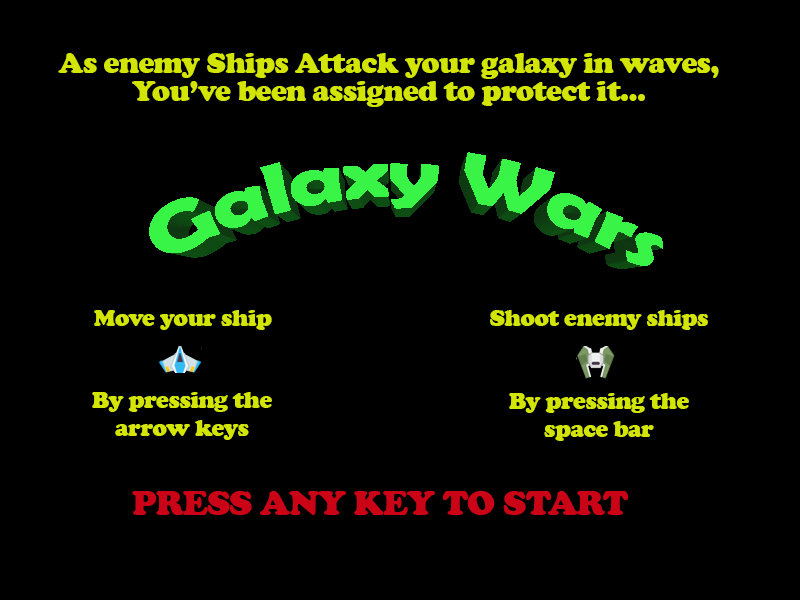 As enemy Ships Attack your galaxy in waves,
You've been assigned to protect it...
Galaxy Wars
Move your ship
Shoot enemy ships
By pressing the
arrow keys
By pressing the
space bar
PRESS ANY KEY TO START